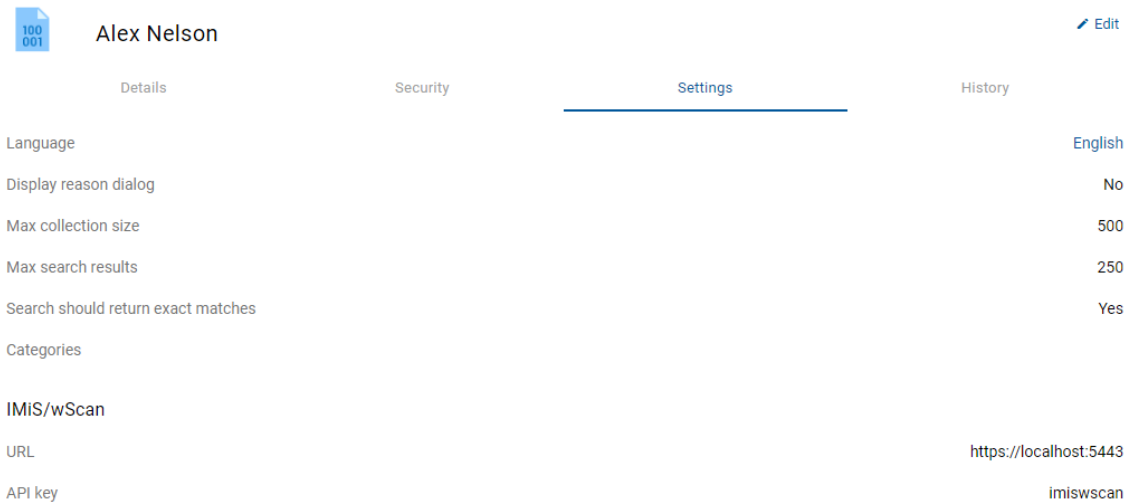 100
001
Alex Nelson
Edit
Details Security Settings History
Language English
Display reason dialog No
Max collection size 500
Max search results 250
Search should return exact matches Yes
Categories
IMiS/wScan
URL https://localhost:5443
API key imiswscan